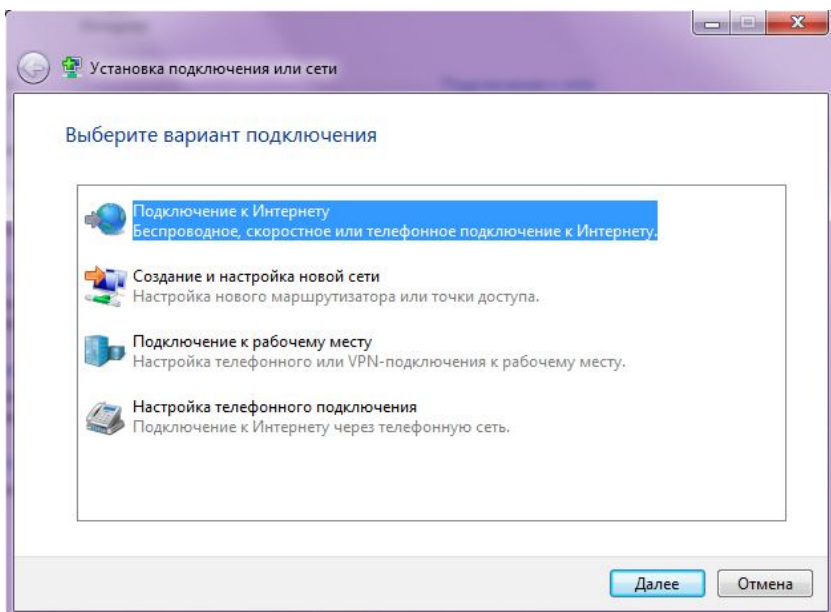 Установка подключения или сети
Выберите вариант подключения
Подключение к Интернету
Беспроводное, скоростное или телефонное подключение к Интернету.
Создание и настройка новой сети
Настройка нового маршрутизатора или точки доступа.
Подключение к рабочему месту
Настройка телефонного или VPN-подключения к рабочему месту.
Настройка телефонного подключения
Подключение к Интернету через телефонную сеть.
Далее
Отмена